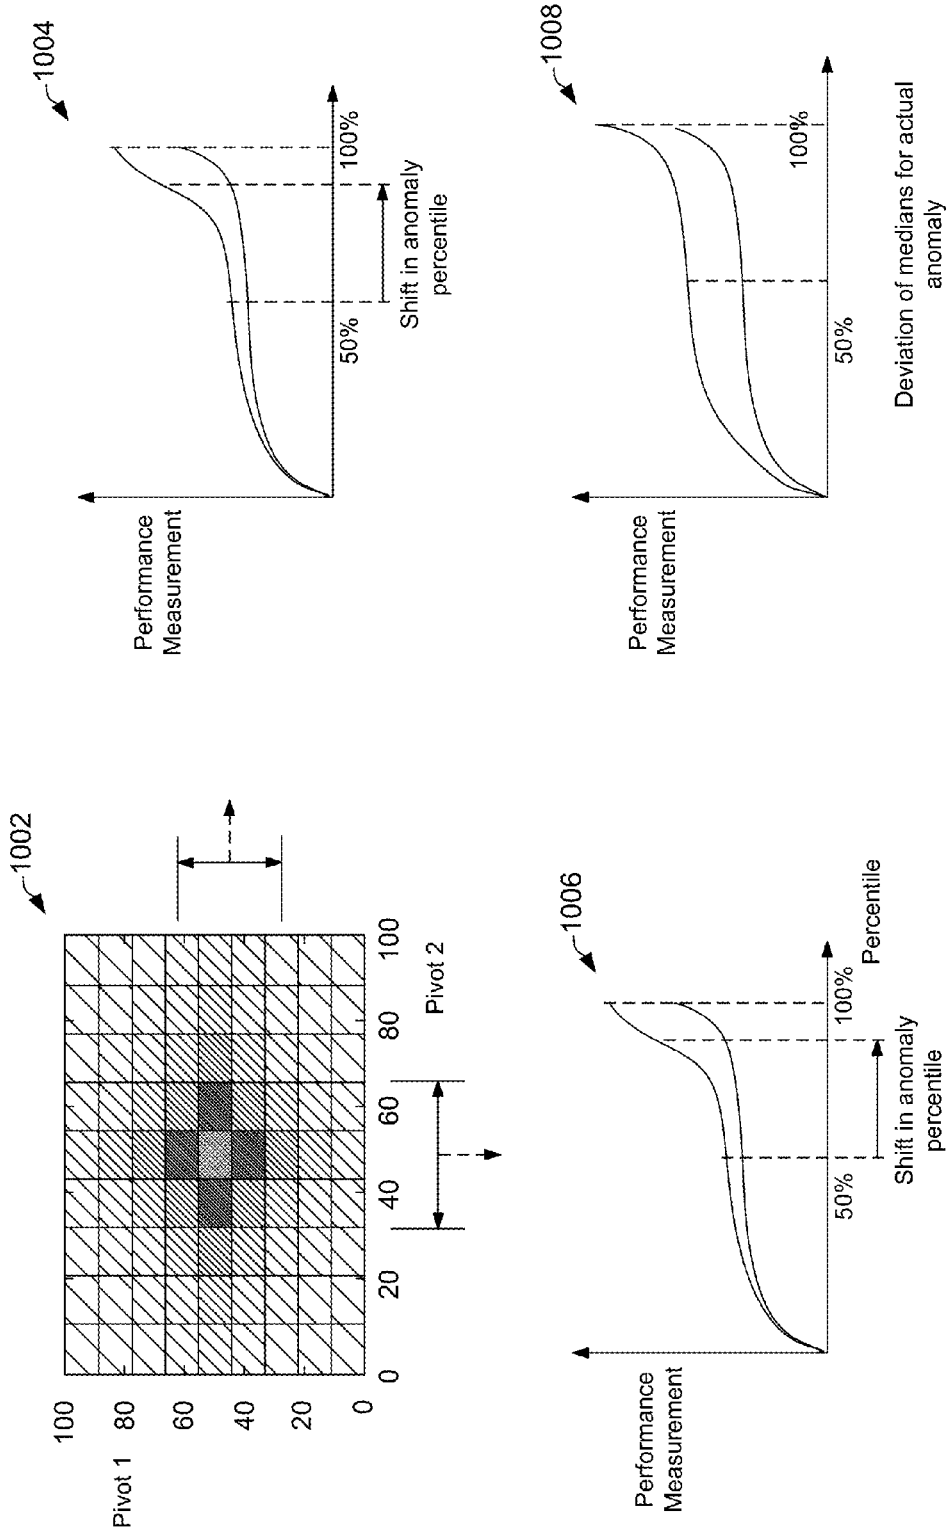 1002
Pivot 1
100
80
60
40
20
0
0 20 40 60 80 100
Pivot 2
1004
Performance
Measurement
50%
100%
Shift in anomaly
percentile
1006
Performance
Measurement
50%
100%
Percentile
Shift in anomaly
percentile
1008
Performance
Measurement
50%
100%
Deviation of medians for actual
anomaly